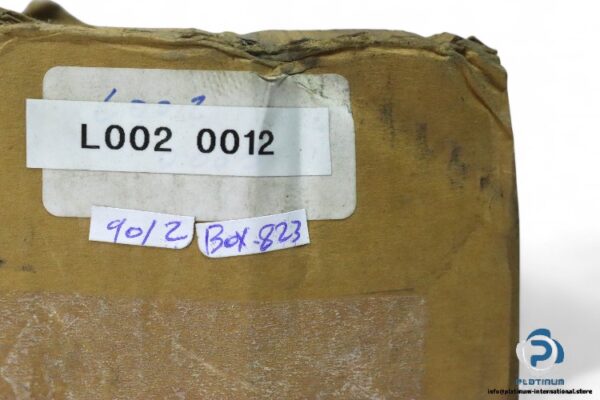 L002 0012
90/2
Box-823
PLATINUM
info@platinum-international.store